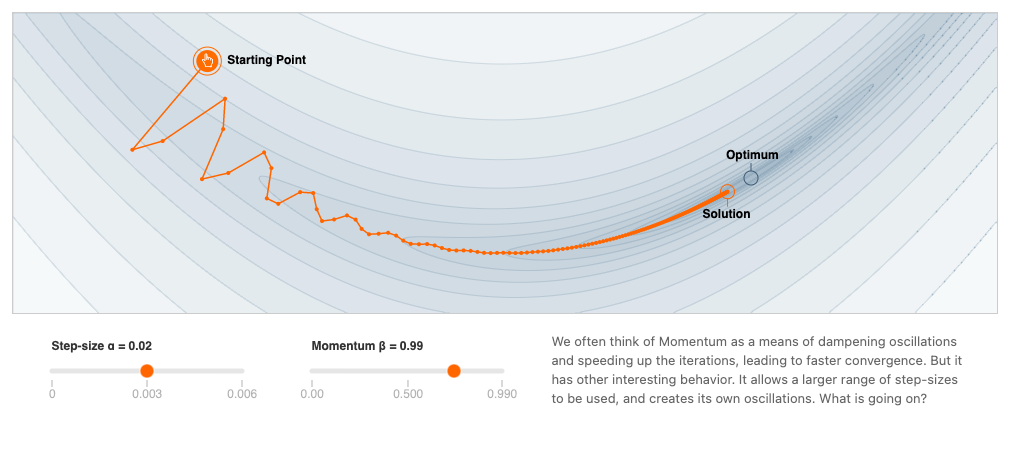 Starting Point
Optimum
Solution
Step-size α = 0.02
0
0.003
0.006
Momentum β = 0.99
0.00
0.500
0.990
We often think of Momentum as a means of dampening oscillations
and speeding up the iterations, leading to faster convergence. But it
has other interesting behavior. It allows a larger range of step-sizes
to be used, and creates its own oscillations. What is going on?